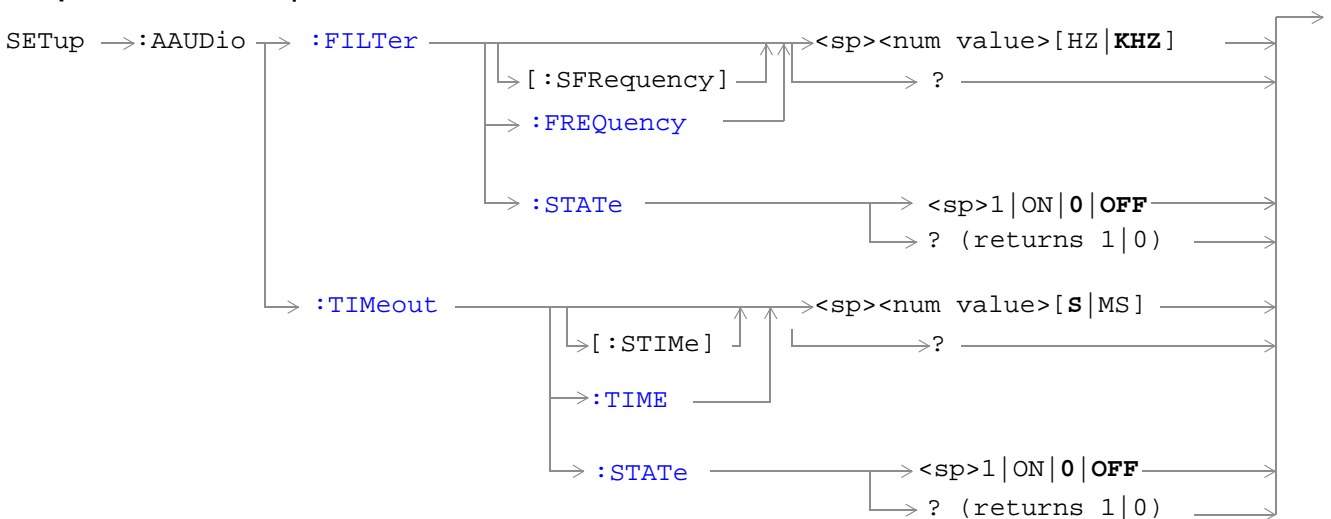 SETup :AAUDio :FILTer <sp><num value>[HZ|KHZ]
[:SFRequency] ?
:FREQuency
:STATe <sp>1|ON|0|OFF
? (returns 1|0)
:TIMeout <sp><num value>[S|MS]
[:STIMe] ?
:TIME
:STATe <sp>1|ON|0|OFF
? (returns 1|0)